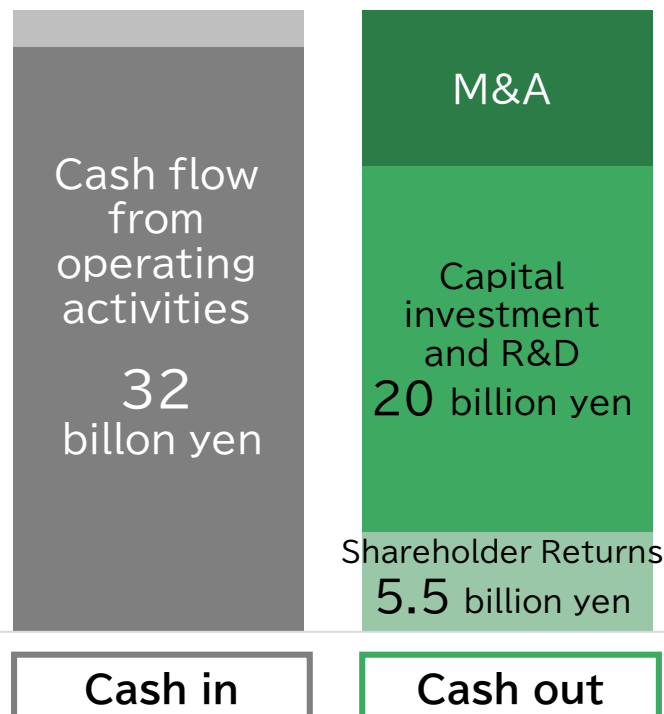 Cash flow
from
operating
activities
32
billon yen
Cash in
M&A
Capital
investment
and R&D
20 billion yen
Shareholder Returns
5.5 billion yen
Cash out